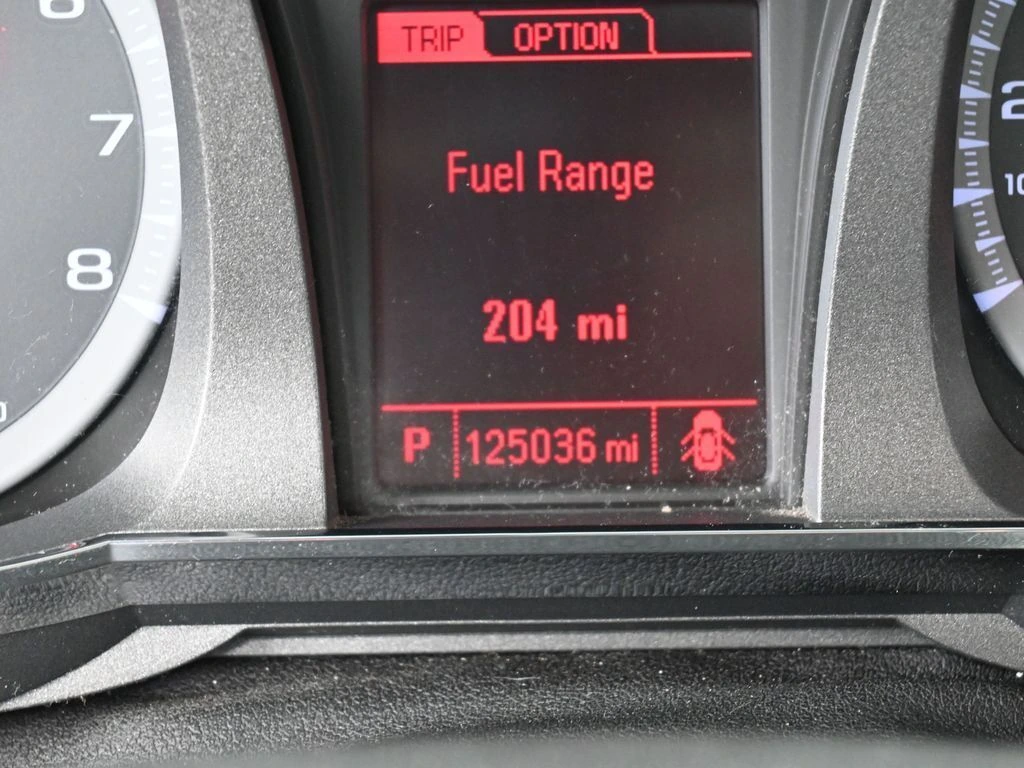 TRIP OPTION
Fuel Range
204 mi
P 125036 mi
7
8